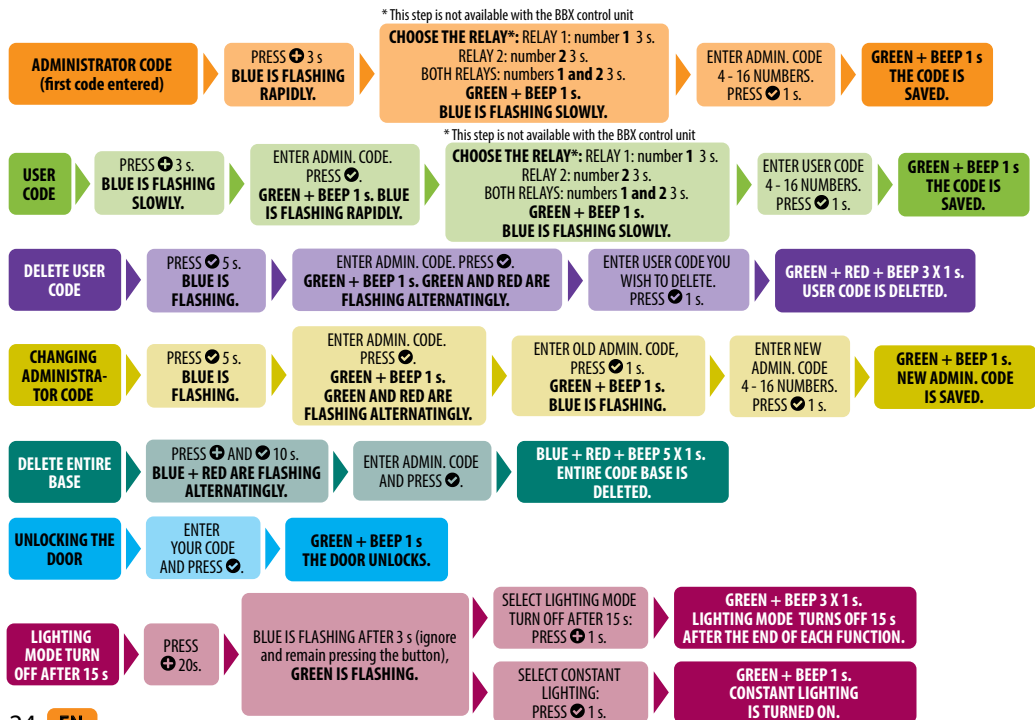 * This step is not available with the BBX control unit
ADMINISTRATOR CODE
(first code entered)
PRESS ➕ 3 s
BLUE IS FLASHING
RAPIDLY.
CHOOSE THE RELAY*: RELAY 1: number 1 3 s.
RELAY 2: number 2 3 s.
BOTH RELAYS: numbers 1 and 2 3 s.
GREEN + BEEP 1 s.
BLUE IS FLASHING SLOWLY.
ENTER ADMIN. CODE
4 - 16 NUMBERS.
PRESS ✔ 1 s.
GREEN + BEEP 1 s
THE CODE IS
SAVED.
* This step is not available with the BBX control unit
USER
CODE
PRESS ➕ 3 s.
BLUE IS FLASHING
SLOWLY.
ENTER ADMIN. CODE.
PRESS ✔.
GREEN + BEEP 1 s. BLUE
IS FLASHING RAPIDLY.
CHOOSE THE RELAY*: RELAY 1: number 1 3 s.
RELAY 2: number 2 3 s.
BOTH RELAYS: numbers 1 and 2 3 s.
GREEN + BEEP 1 s.
BLUE IS FLASHING SLOWLY.
ENTER USER CODE
4 - 16 NUMBERS.
PRESS ✔ 1 s.
GREEN + BEEP 1 s
THE CODE IS
SAVED.
DELETE USER
CODE
PRESS ✔ 5 s.
BLUE IS
FLASHING.
ENTER ADMIN. CODE. PRESS ✔.
GREEN + BEEP 1 s. GREEN AND RED ARE
FLASHING ALTERNATINGLY.
ENTER USER CODE YOU
WISH TO DELETE.
PRESS ✔ 1 s.
GREEN + RED + BEEP 3 X 1 s.
USER CODE IS DELETED.
CHANGING
ADMINISTRA-
TOR CODE
PRESS ✔ 5 s.
BLUE IS
FLASHING.
ENTER ADMIN. CODE.
PRESS ✔.
GREEN + BEEP 1 s.
GREEN AND RED ARE
FLASHING ALTERNATINGLY.
ENTER OLD ADMIN. CODE,
PRESS ✔ 1 s.
GREEN + BEEP 1 s.
BLUE IS FLASHING.
ENTER NEW
ADMIN. CODE
4 - 16 NUMBERS.
PRESS ✔ 1 s.
GREEN + BEEP 1 s.
NEW ADMIN. CODE
IS SAVED.
DELETE ENTIRE
BASE
PRESS ➕ AND ✔ 10 s.
BLUE + RED ARE FLASHING
ALTERNATINGLY.
ENTER ADMIN. CODE
AND PRESS ✔.
BLUE + RED + BEEP 5 X 1 s.
ENTIRE CODE BASE IS
DELETED.
UNLOCKING THE
DOOR
ENTER
YOUR CODE
AND PRESS ✔.
GREEN + BEEP 1 s
THE DOOR UNLOCKS.
LIGHTING
MODE TURN
OFF AFTER 15 s
PRESS
➕ 20s.
BLUE IS FLASHING AFTER 3 s (ignore
and remain pressing the button),
GREEN IS FLASHING.
SELECT LIGHTING MODE
TURN OFF AFTER 15 s:
PRESS ➕ 1 s.
GREEN + BEEP 3 X 1 s.
LIGHTING MODE TURNS OFF 15 s
AFTER THE END OF EACH FUNCTION.
SELECT CONSTANT
LIGHTING:
PRESS ✔ 1 s.
GREEN + BEEP 1 s.
CONSTANT LIGHTING
IS TURNED ON.